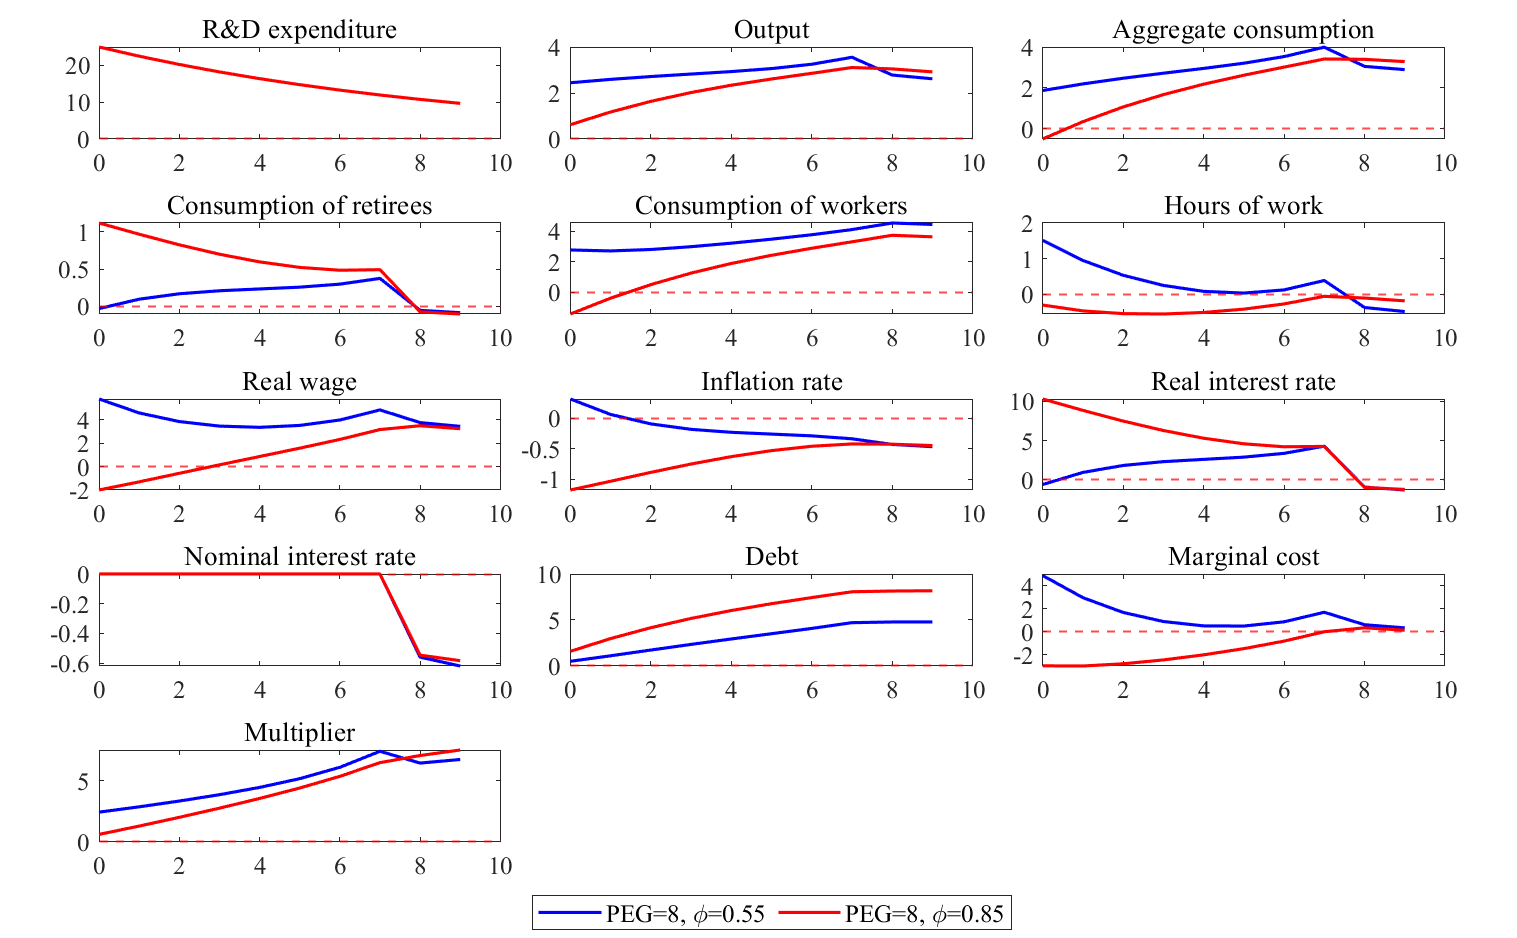 R&D expenditure
Output
Aggregate consumption
20
10
0
0 2 4 6 8 10
4
2
0
0 2 4 6 8 10
4
2
0
0 2 4 6 8 10
Consumption of retirees
Consumption of workers
Hours of work
1
0.5
0
0 2 4 6 8 10
4
2
0
0 2 4 6 8 10
2
1
0
0 2 4 6 8 10
Real wage
Inflation rate
Real interest rate
4
2
0
-2
0 2 4 6 8 10
0
-0.5
-1
0 2 4 6 8 10
10
5
0
0 2 4 6 8 10
Nominal interest rate
Debt
Marginal cost
0
-0.2
-0.4
-0.6
0 2 4 6 8 10
10
5
0
0 2 4 6 8 10
4
2
0
-2
0 2 4 6 8 10
Multiplier
5
0
0 2 4 6 8 10
PEG=8, ϕ=0.55 PEG=8, ϕ=0.85